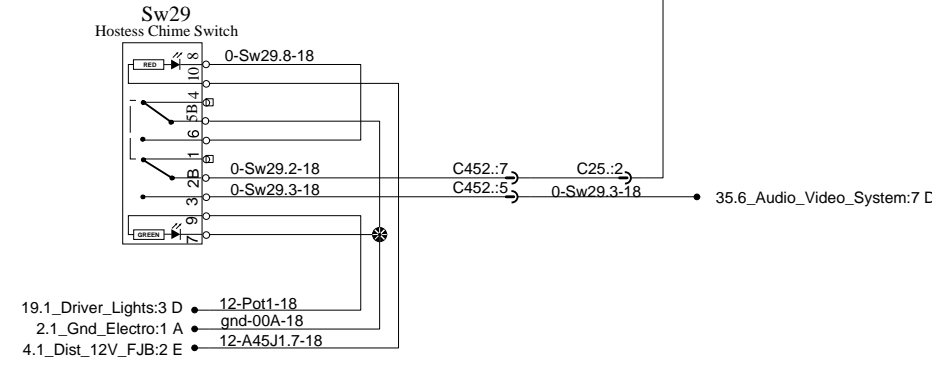 Sw29
Hostess Chime Switch
RED
8
0-Sw29.8-18
10
4
5B
6
1
2B
0-Sw29.2-18
C452.:7
C25.:2
3
0-Sw29.3-18
C452.:5
0-Sw29.3-18
35.6_Audio_Video_System:7 D
9
GREEN
7
19.1_Driver_Lights:3 D
12-Pot1-18
2.1_Gnd_Electro:1 A
gnd-00A-18
4.1_Dist_12V_FJB:2 E
12-A45J1.7-18